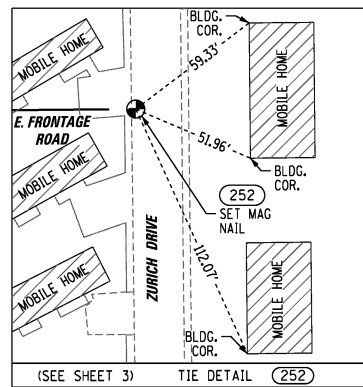 BLDG.
COR.
59.33'
MOBILE HOME
MOBILE HOME
E. FRONTAGE
ROAD
51.96'
BLDG.
COR.
252
SET MAG
NAIL
MOBILE HOME
ZURICH DRIVE
112.07'
MOBILE HOME
MOBILE HOME
BLDG.
COR.
(SEE SHEET 3) TIE DETAIL 252